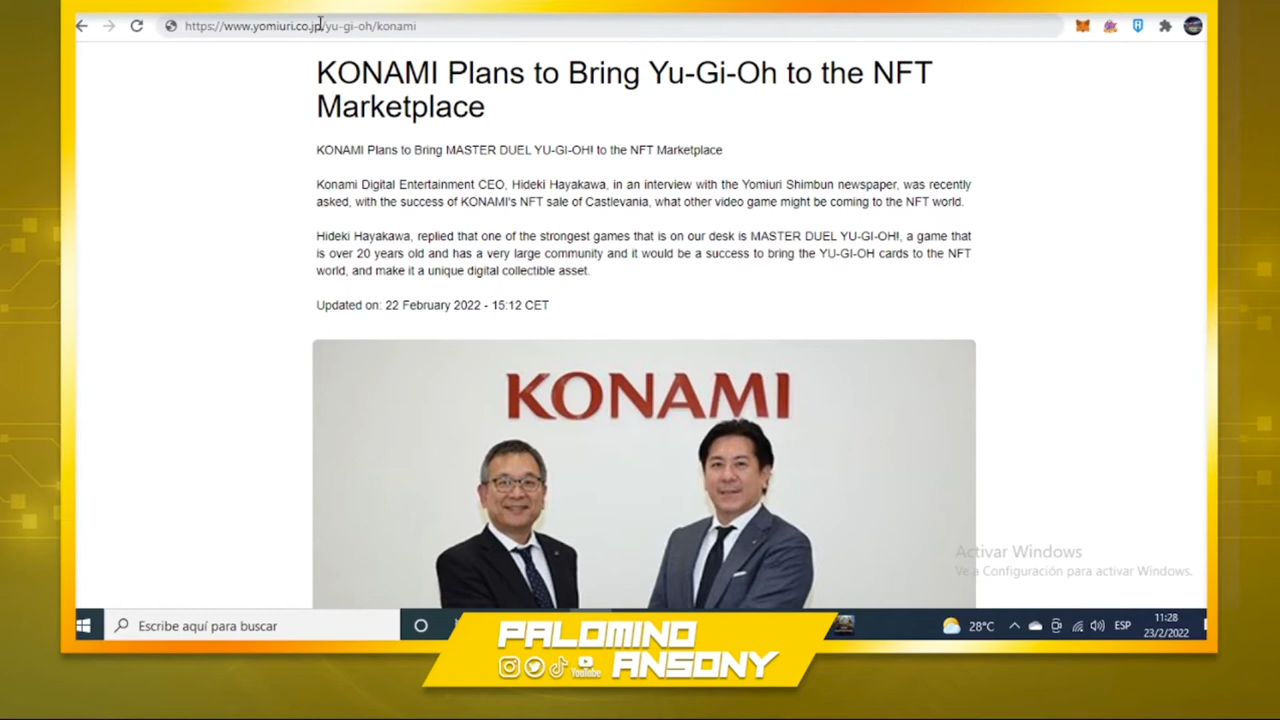 https://www.yomiuri.co.jp/yu-gi-oh/konami
KONAMI Plans to Bring Yu-Gi-Oh to the NFT
Marketplace
KONAMI Plans to Bring MASTER DUEL YU-GI-OH! to the NFT Marketplace
Konami Digital Entertainment CEO, Hideki Hayakawa, in an interview with the Yomiuri Shimbun newspaper, was recently
asked, with the success of KONAMI's NFT sale of Castlevania, what other video game might be coming to the NFT world.
Hideki Hayakawa, replied that one of the strongest games that is on our desk is MASTER DUEL YU-GI-OH!, a game that
is over 20 years old and has a very large community and it would be a success to bring the YU-GI-OH cards to the NFT
world, and make it a unique digital collectible asset.
Updated on: 22 February 2022 - 15:12 CET
KONAMI
Activar Windows
Ve a Configuración para activar Windows.
Escribe aquí para buscar
28°C
ESP
11:28
23/2/2022
PALOMINO
YouTube
ANSONY